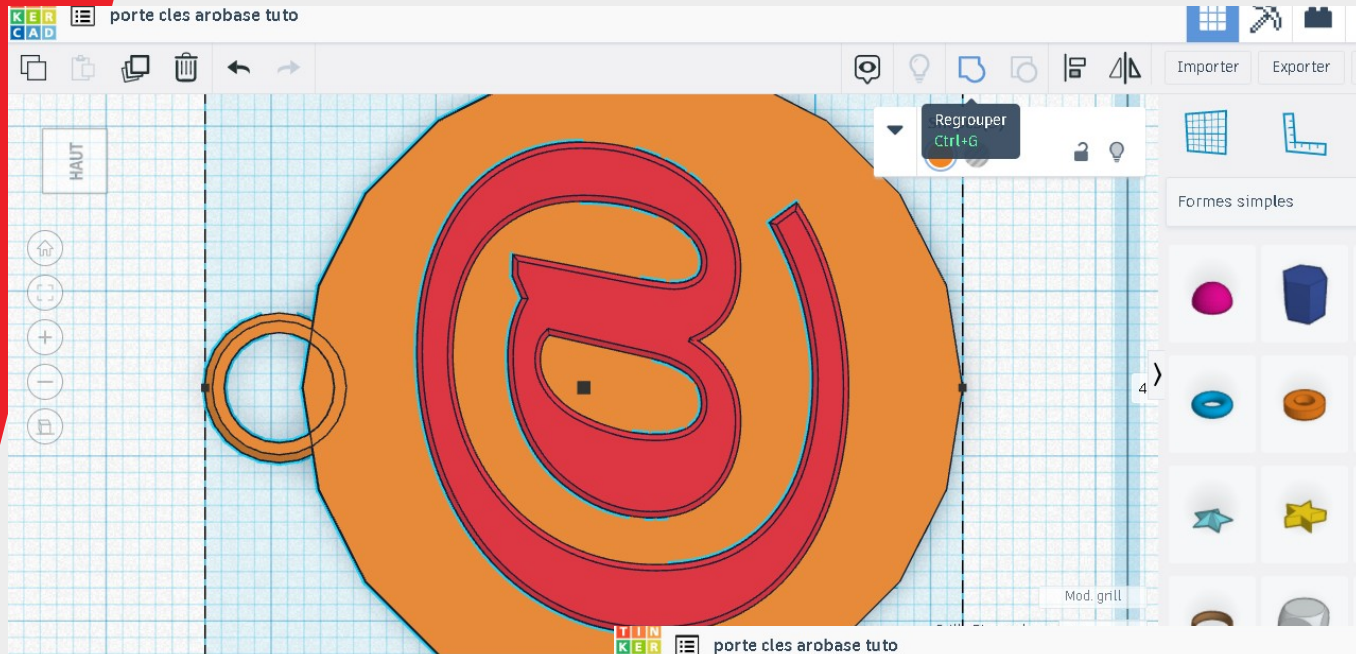 KER
CAD
porte cles arobase tuto
Importer
Exporter
Regrouper
Ctrl+G
HAUT
Formes simples
4
Mod. grill
TIN
KER
porte cles arobase tuto